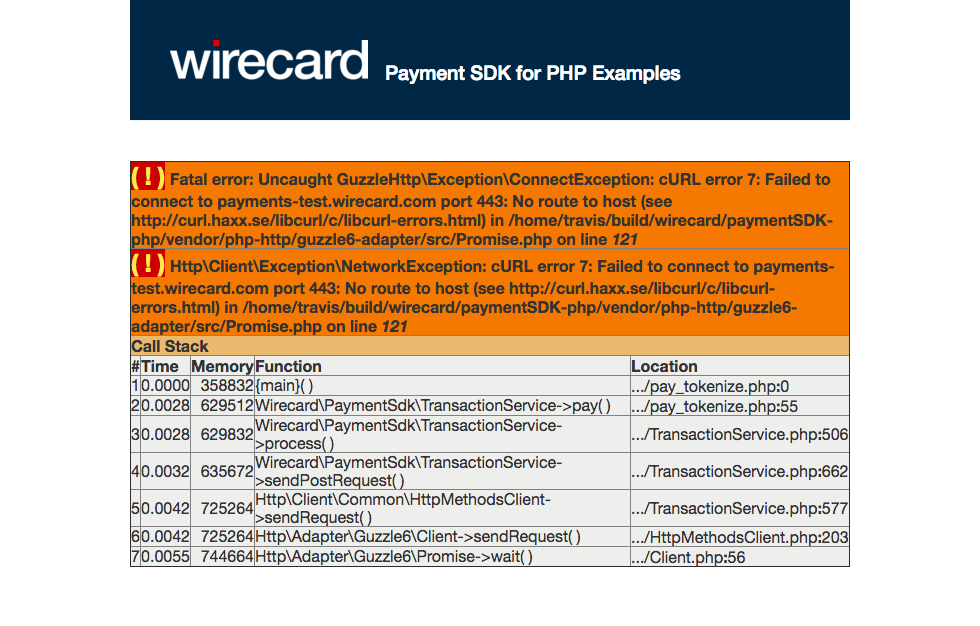 wirecard Payment SDK for PHP Examples
(!) Fatal error: Uncaught GuzzleHttp\Exception\ConnectException: cURL error 7: Failed to
connect to payments-test.wirecard.com port 443: No route to host (see
http://curl.haxx.se/libcurl/c/libcurl-errors.html) in /home/travis/build/wirecard/paymentSDK-
php/vendor/php-http/guzzle6-adapter/src/Promise.php on line 121
(!) Http\Client\Exception\NetworkException: cURL error 7: Failed to connect to payments-
test.wirecard.com port 443: No route to host (see http://curl.haxx.se/libcurl/c/libcurl-
errors.html) in /home/travis/build/wirecard/paymentSDK-php/vendor/php-http/guzzle6-
adapter/src/Promise.php on line 121
Call Stack
# Time Memory Function Location
1 0.0000 358832 {main}( ) .../pay_tokenize.php:0
2 0.0028 629512 Wirecard\PaymentSdk\TransactionService->pay( ) .../pay_tokenize.php:55
3 0.0028 629832 Wirecard\PaymentSdk\TransactionService-
>process( ) .../TransactionService.php:506
4 0.0032 635672 Wirecard\PaymentSdk\TransactionService-
>sendPostRequest( ) .../TransactionService.php:662
5 0.0042 725264 Http\Client\Common\HttpMethodsClient-
>sendRequest( ) .../TransactionService.php:577
6 0.0042 725264 Http\Adapter\Guzzle6\Client->sendRequest( ) .../HttpMethodsClient.php:203
7 0.0055 744664 Http\Adapter\Guzzle6\Promise->wait( ) .../Client.php:56